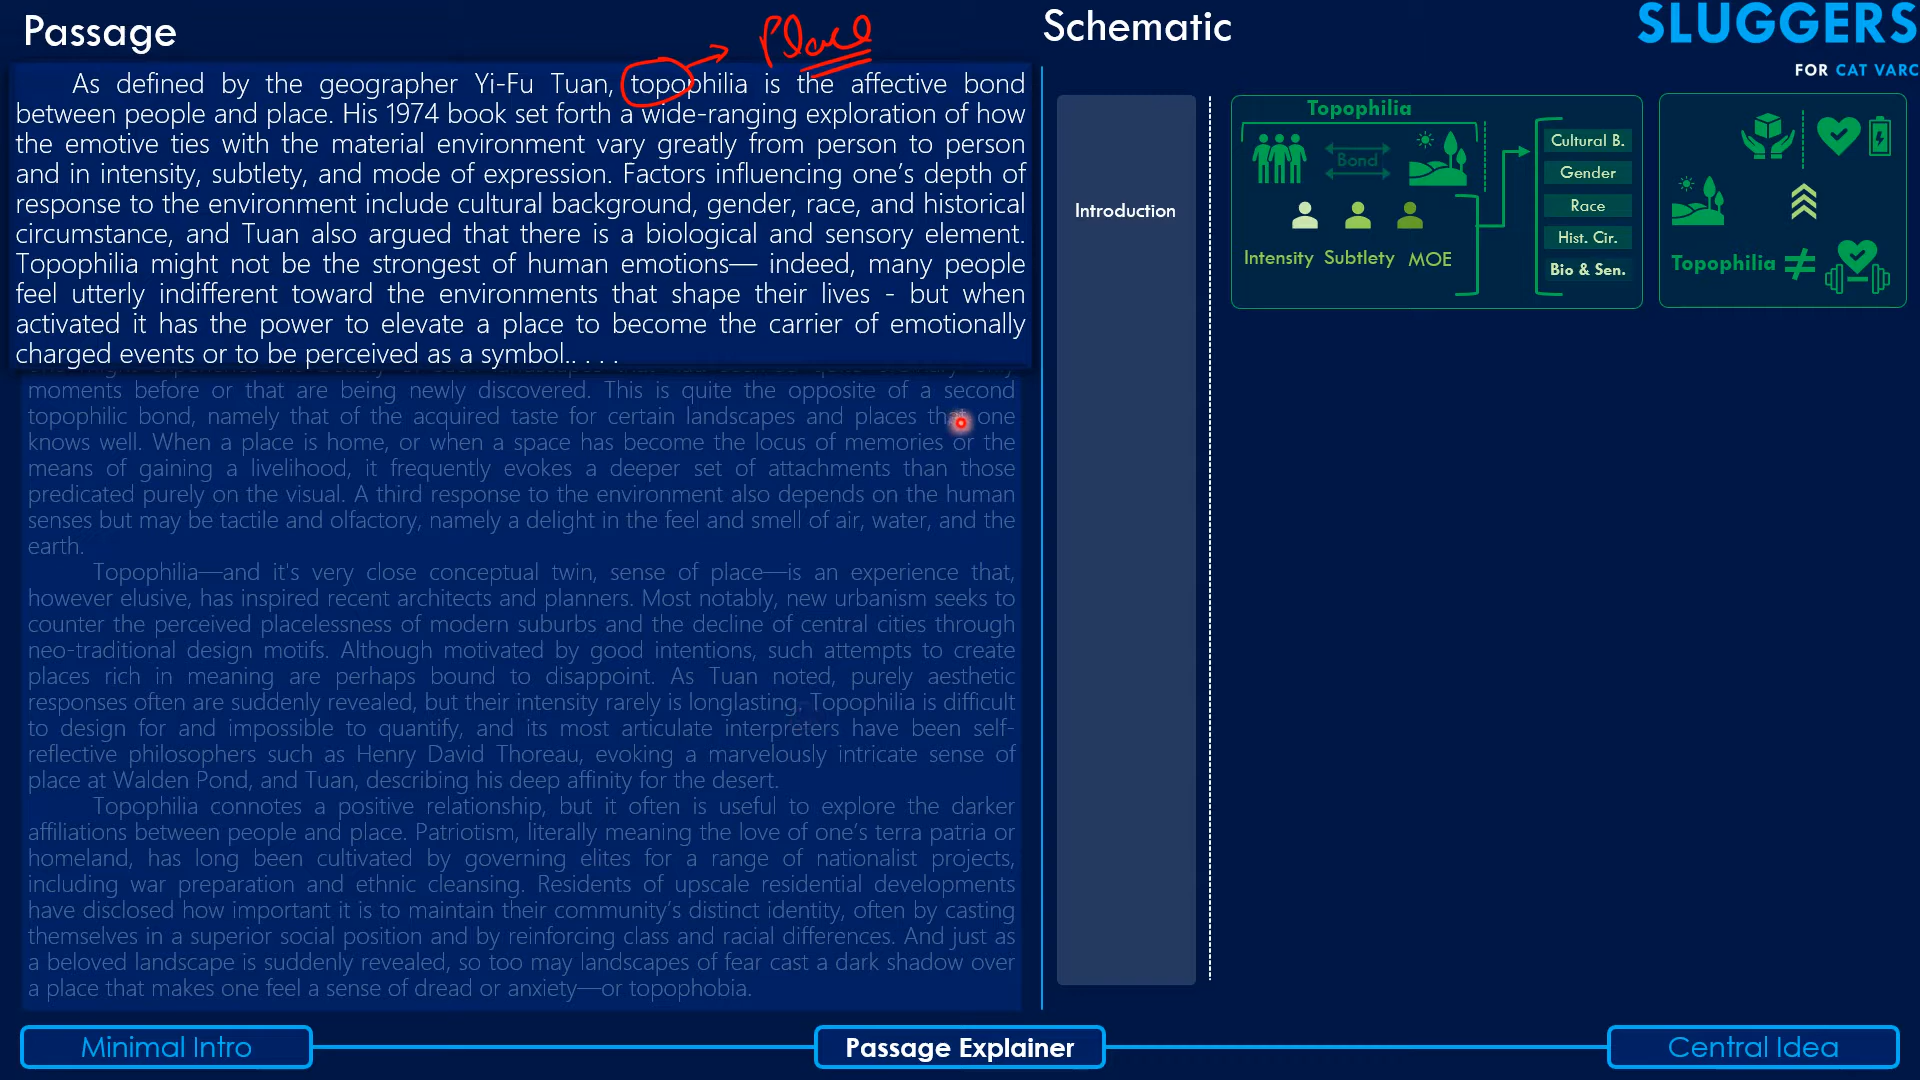 Passage
Place
Schematic
SLUGGERS
FOR CAT VARC
As defined by the geographer Yi-Fu Tuan, topophilia is the affective bond
between people and place. His 1974 book set forth a wide-ranging exploration of how
the emotive ties with the material environment vary greatly from person to person
and in intensity, subtlety, and mode of expression. Factors influencing one's depth of
response to the environment include cultural background, gender, race, and historical
circumstance, and Tuan also argued that there is a biological and sensory element.
Topophilia might not be the strongest of human emotions— indeed, many people
feel utterly indifferent toward the environments that shape their lives - but when
activated it has the power to elevate a place to become the carrier of emotionally
charged events or to be perceived as a symbol.. . . .
moments before or that are being newly discovered. This is quite the opposite of a second
topophilic bond, namely that of the acquired taste for certain landscapes and places that one
knows well. When a place is home, or when a space has become the locus of memories or the
means of gaining a livelihood, it frequently evokes a deeper set of attachments than those
predicated purely on the visual. A third response to the environment also depends on the human
senses but may be tactile and olfactory, namely a delight in the feel and smell of air, water, and the
earth.
Topophilia—and it's very close conceptual twin, sense of place—is an experience that,
however elusive, has inspired recent architects and planners. Most notably, new urbanism seeks to
counter the perceived placelessness of modern suburbs and the decline of central cities through
neo-traditional design motifs. Although motivated by good intentions, such attempts to create
places rich in meaning are perhaps bound to disappoint. As Tuan noted, purely aesthetic
responses often are suddenly revealed, but their intensity rarely is longlasting. Topophilia is difficult
to design for and impossible to quantify, and its most articulate interpreters have been self-
reflective philosophers such as Henry David Thoreau, evoking a marvelously intricate sense of
place at Walden Pond, and Tuan, describing his deep affinity for the desert.
Topophilia connotes a positive relationship, but it often is useful to explore the darker
affiliations between people and place. Patriotism, literally meaning the love of one's terra patria or
homeland, has long been cultivated by governing elites for a range of nationalist projects,
including war preparation and ethnic cleansing. Residents of upscale residential developments
have disclosed how important it is to maintain their community's distinct identity, often by casting
themselves in a superior social position and by reinforcing class and racial differences. And just as
a beloved landscape is suddenly revealed, so too may landscapes of fear cast a dark shadow over
a place that makes one feel a sense of dread or anxiety—or topophobia.
Introduction
Topophilia
Bond
Intensity Subtlety MOE
Cultural B.
Gender
Race
Hist. Cir.
Bio & Sen.
Topophilia ≠
Minimal Intro
Passage Explainer
Central Idea